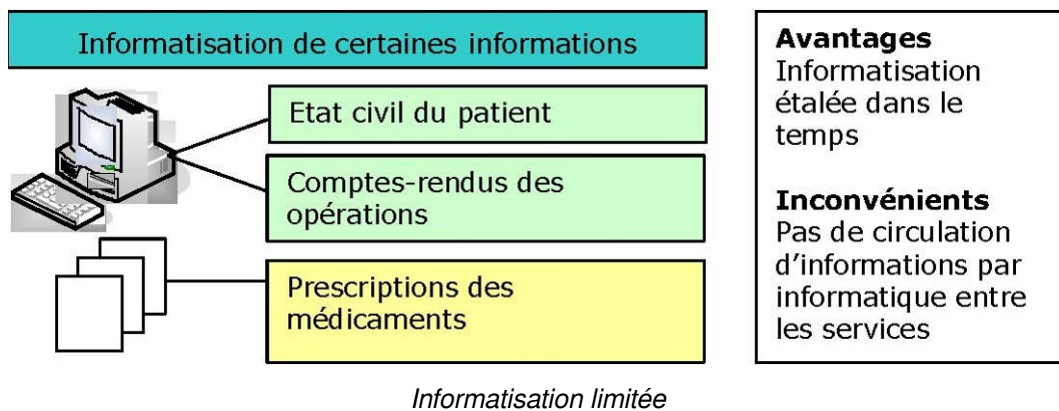 Informatisation de certaines informations
Etat civil du patient
Comptes-rendus des
opérations
Prescriptions des
médicaments
Avantages
Informatisation
étalée dans le
temps
Inconvénients
Pas de circulation
d’informations par
informatique entre
les services
Informatisation limitée